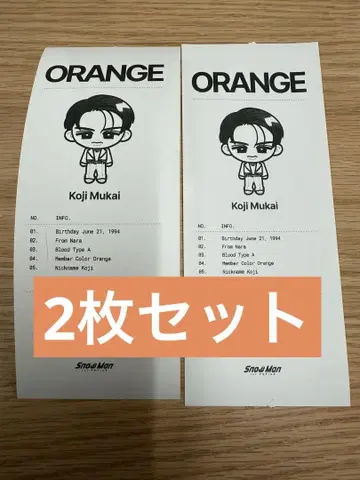 ORANGE
Koji Mukai
NO. INFO.
01. Birthday June 21, 1994
02. From Nara
03. Blood Type A
04. Member Color Orange
05. Nickname Koji
Snow Man
ORANGE
Koji Mukai
NO. INFO.
01. Birthday June 21, 1994
02. From Nara
03. Blood Type A
04. Member Color Orange
05. Nickname Koji
Snow Man
2枚セット